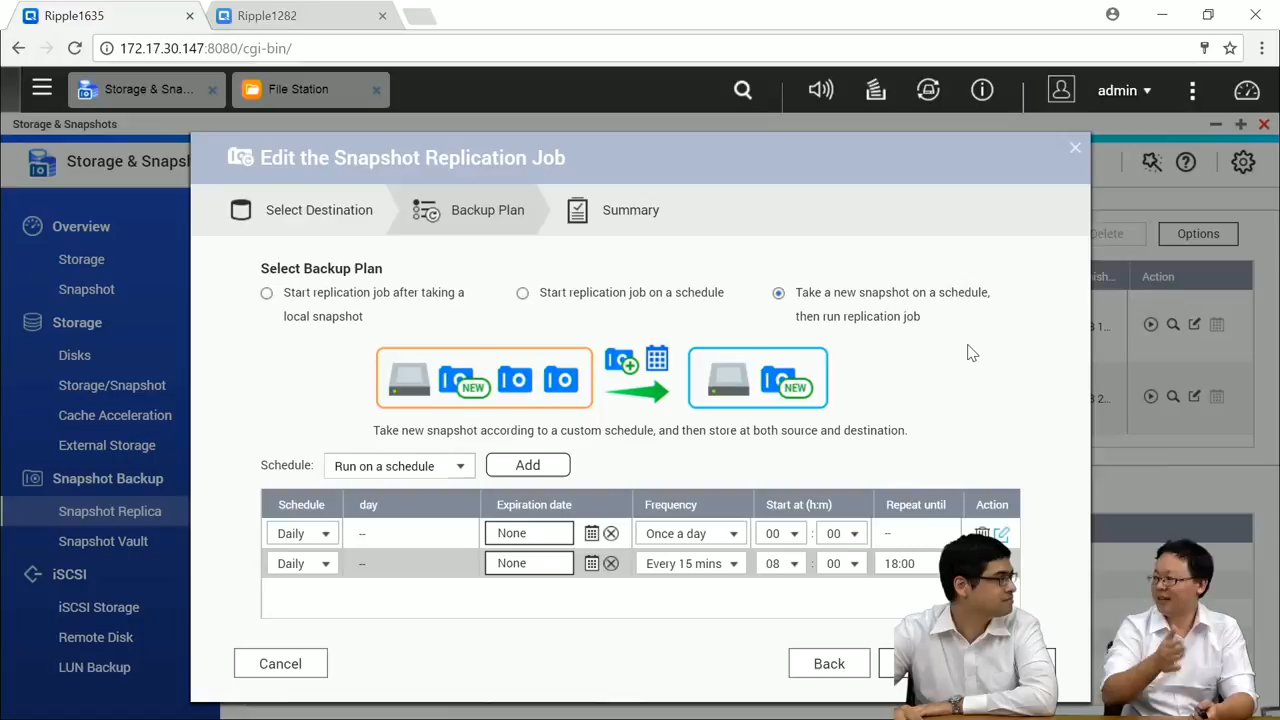 Ripple1635
Ripple1282
172.17.30.147:8080/cgi-bin/
Storage & Sna...
File Station
admin
Storage & Snapshots
Storage & Snapsh
Edit the Snapshot Replication Job
Select Destination
Backup Plan
Summary
Overview
Storage
Snapshot
Storage
Disks
Storage/Snapshot
Cache Acceleration
External Storage
Snapshot Backup
Snapshot Replica
Snapshot Vault
iSCSI
iSCSI Storage
Remote Disk
LUN Backup
Select Backup Plan
Start replication job after taking a
local snapshot
Start replication job on a schedule
Take a new snapshot on a schedule,
then run replication job
NEW
NEW
Take new snapshot according to a custom schedule, and then store at both source and destination.
Schedule: Run on a schedule Add
Schedule day Expiration date Frequency Start at (h:m) Repeat until Action
Daily -- None Once a day 00 : 00 --
Daily -- None Every 15 mins 08 : 00 18:00
Cancel
Back
Delete
Options
ish... Action
8 1...
8 2...